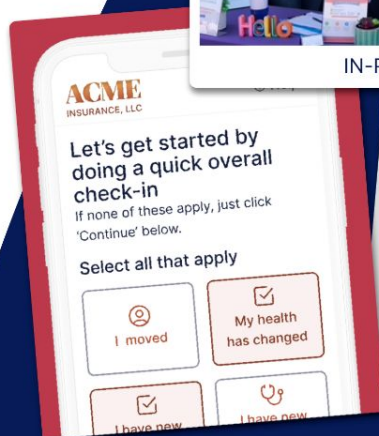 Hello
IN-P
ACME
INSURANCE, LLC
Let's get started by
doing a quick overall
check-in
If none of these apply, just click
'Continue' below.
Select all that apply
I moved
My health
has changed
I have new
I have new